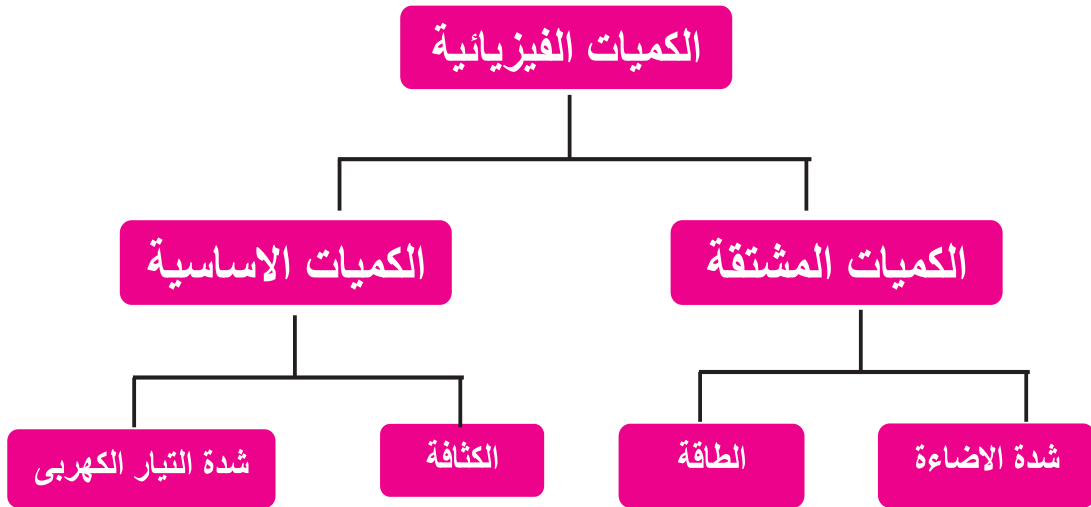 الكميات الفيزيائية
الكميات المشتقة
الكميات الاساسية
شدة الاضاءة
الطاقة
الكثافة
شدة التيار الكهربى